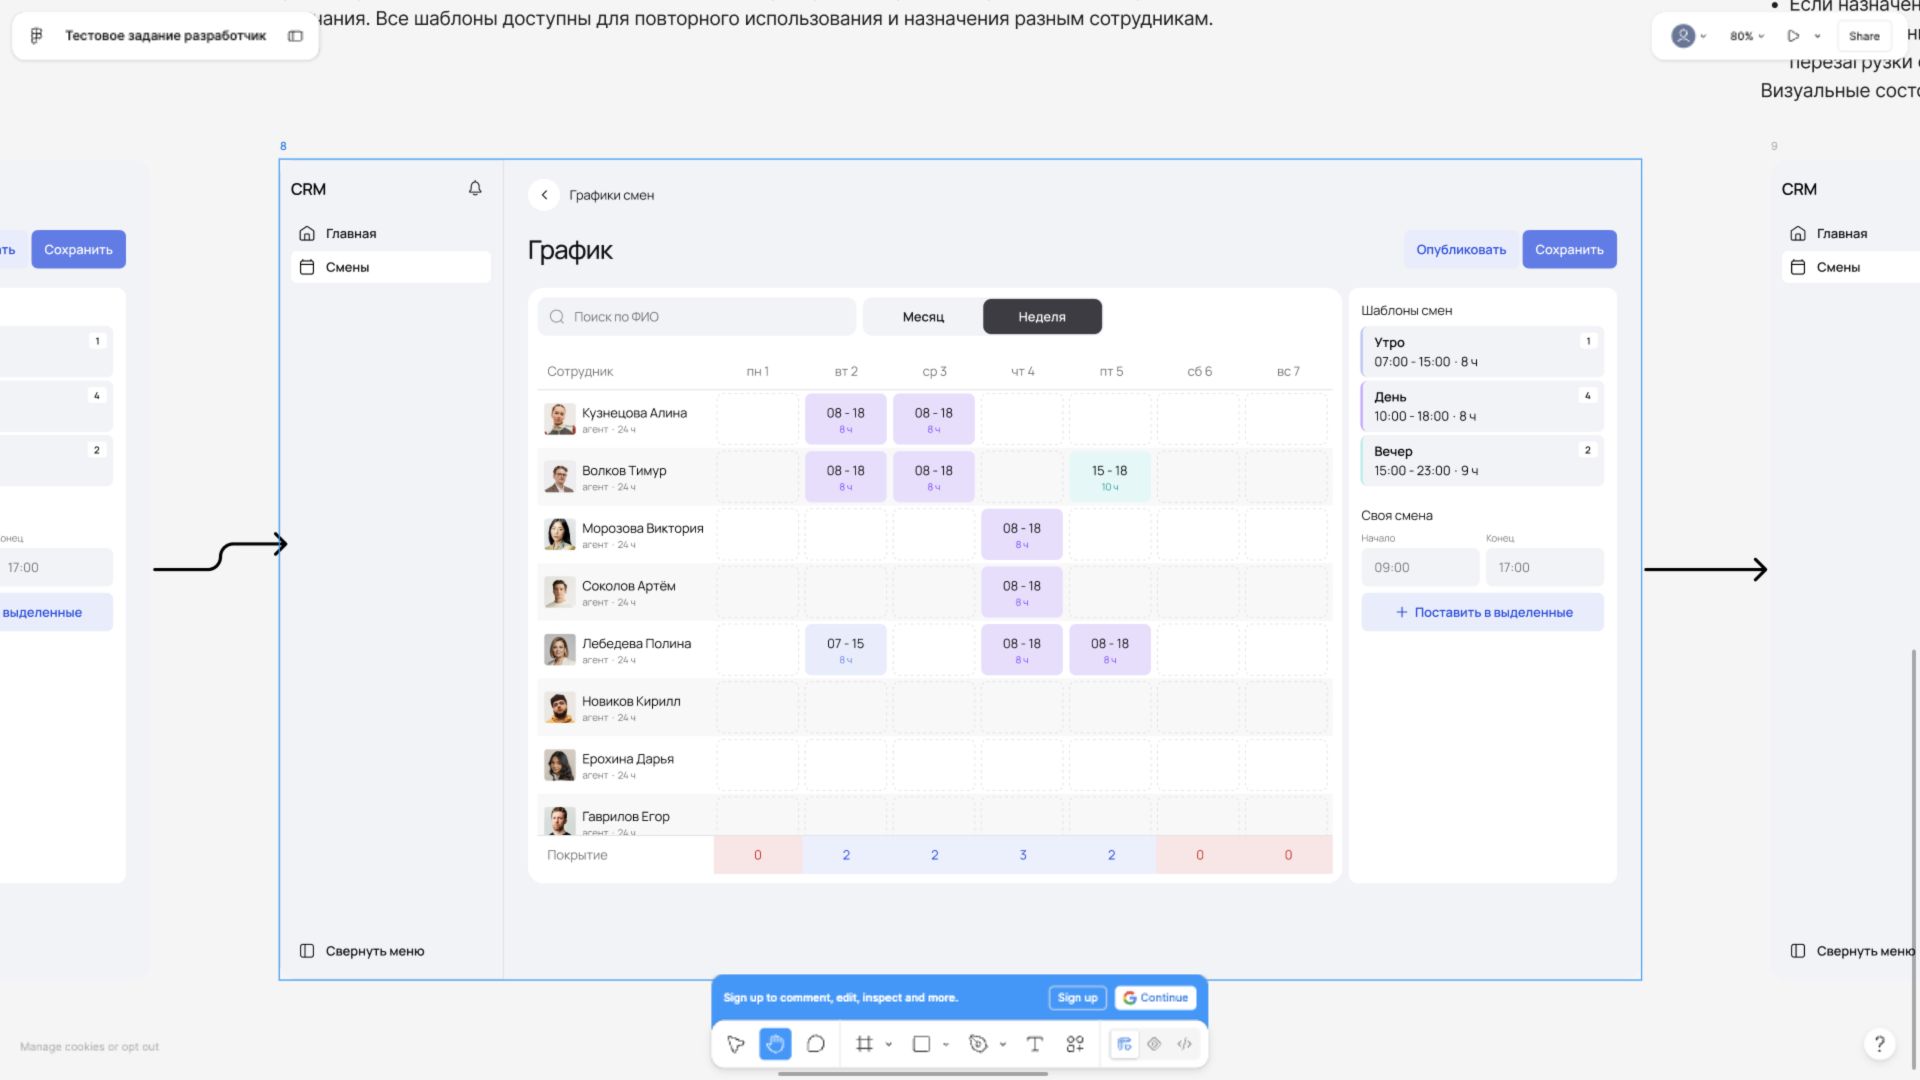 чания. Все шаблоны доступны для повторного использования и назначения разным сотрудникам.
Если назначен
перезагрузки
Визуальные сост
Тестовое задание разработчик
80%
Share
8
9
CRM
Главная
Смены
Свернуть меню
Графики смен
График
Опубликовать
Сохранить
Поиск по ФИО
Месяц
Неделя
Сотрудник
пн 1
вт 2
ср 3
чт 4
пт 5
сб 6
вс 7
Кузнецова Алина
агент · 24 ч
08 - 18
8 ч
08 - 18
8 ч
Волков Тимур
агент · 24 ч
08 - 18
8 ч
08 - 18
8 ч
15 - 18
10 ч
Морозова Виктория
агент · 24 ч
08 - 18
8 ч
Соколов Артём
агент · 24 ч
08 - 18
8 ч
Лебедева Полина
агент · 24 ч
07 - 15
8 ч
08 - 18
8 ч
08 - 18
8 ч
Новиков Кирилл
агент · 24 ч
Ерохина Дарья
агент · 24 ч
Гаврилов Егор
агент · 24 ч
Покрытие
0
2
2
3
2
0
0
Шаблоны смен
Утро
1
07:00 - 15:00 · 8 ч
День
4
10:00 - 18:00 · 8 ч
Вечер
2
15:00 - 23:00 · 9 ч
Своя смена
Начало
Конец
09:00
17:00
+ Поставить в выделенные
ть
Сохранить
1
4
2
онец
17:00
выделенные
CRM
Главная
Смены
Свернуть меню
Sign up to comment, edit, inspect and more.
Sign up
Continue
Manage cookies or opt out
?